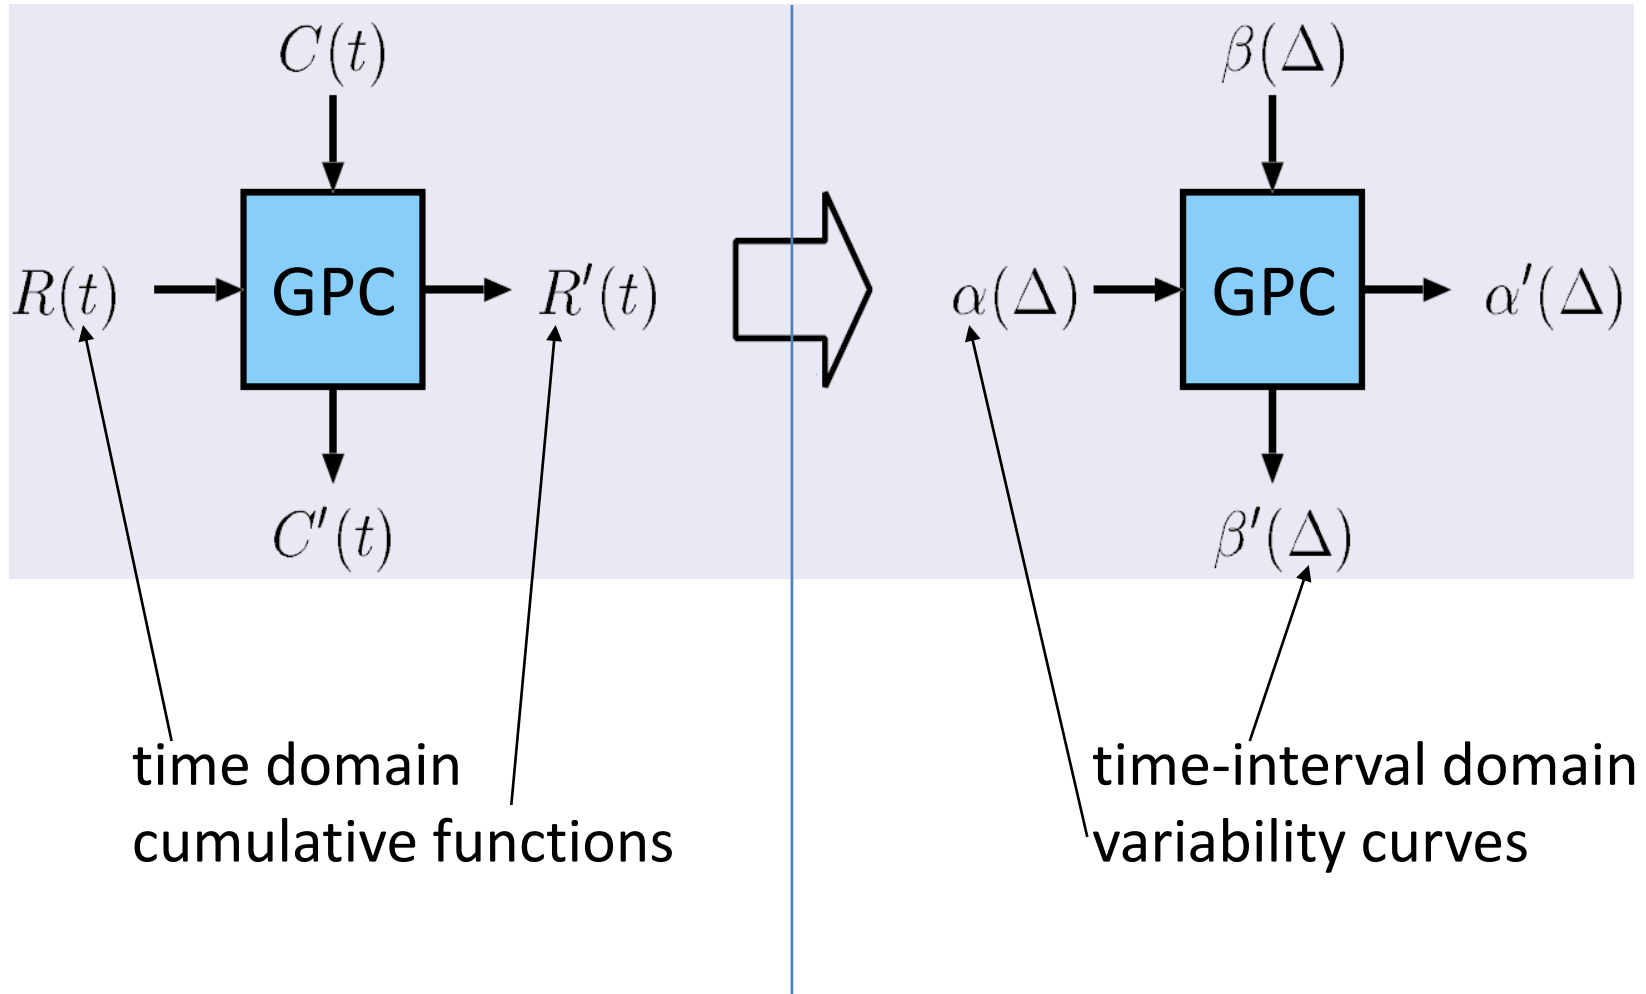 C(t)
β(Δ)
R(t)
GPC
R′(t)
α(Δ)
GPC
α′(Δ)
C′(t)
β′(Δ)
time domain
cumulative functions
time-interval domain
variability curves